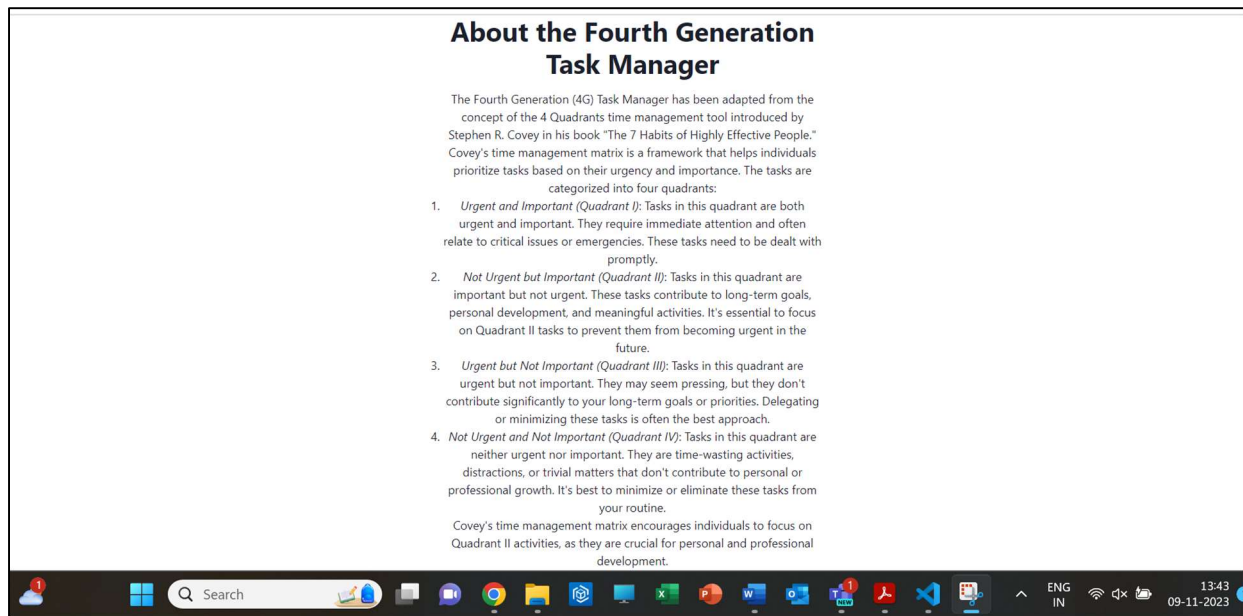 About the Fourth Generation
Task Manager
The Fourth Generation (4G) Task Manager has been adapted from the
concept of the 4 Quadrants time management tool introduced by
Stephen R. Covey in his book "The 7 Habits of Highly Effective People."
Covey's time management matrix is a framework that helps individuals
prioritize tasks based on their urgency and importance. The tasks are
categorized into four quadrants:
1. Urgent and Important (Quadrant I): Tasks in this quadrant are both
urgent and important. They require immediate attention and often
relate to critical issues or emergencies. These tasks need to be dealt with
promptly.
2. Not Urgent but Important (Quadrant II): Tasks in this quadrant are
important but not urgent. These tasks contribute to long-term goals,
personal development, and meaningful activities. It's essential to focus
on Quadrant II tasks to prevent them from becoming urgent in the
future.
3. Urgent but Not Important (Quadrant III): Tasks in this quadrant are
urgent but not important. They may seem pressing, but they don't
contribute significantly to your long-term goals or priorities. Delegating
or minimizing these tasks is often the best approach.
4. Not Urgent and Not Important (Quadrant IV): Tasks in this quadrant are
neither urgent nor important. They are time-wasting activities,
distractions, or trivial matters that don't contribute to personal or
professional growth. It's best to minimize or eliminate these tasks from
your routine.
Covey's time management matrix encourages individuals to focus on
Quadrant II activities, as they are crucial for personal and professional
development.
1
Search
1
NEW
ENG
IN
13:43
09-11-2023